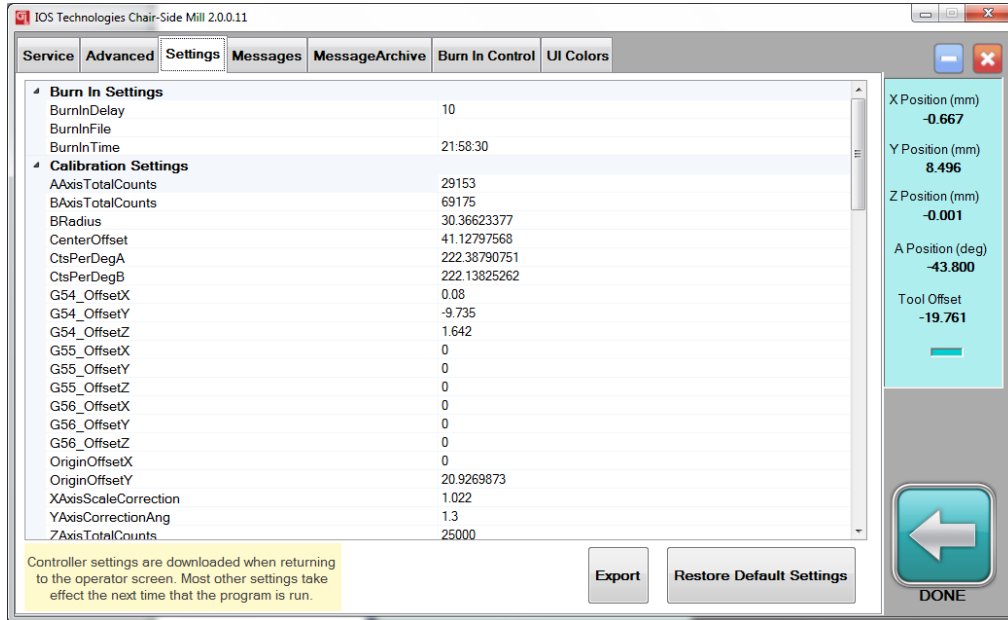 IOS Technologies Chair-Side Mill 2.0.0.11
Service Advanced Settings Messages MessageArchive Burn In Control UI Colors
Burn In Settings
BurnInDelay 10
BurnInFile
BurnInTime 21:58:30
Calibration Settings
AAxisTotalCounts 29153
BAxisTotalCounts 69175
BRadius 30.36623377
CenterOffset 41.12797568
CtsPerDegA 222.38790751
CtsPerDegB 222.13825262
G54_OffsetX 0.08
G54_OffsetY -9.735
G54_OffsetZ 1.642
G55_OffsetX 0
G55_OffsetY 0
G55_OffsetZ 0
G56_OffsetX 0
G56_OffsetY 0
G56_OffsetZ 0
OriginOffsetX 0
OriginOffsetY 20.9269873
XAxisScaleCorrection 1.022
YAxisCorrectionAng 1.3
ZAxisTotalCounts 25000
Controller settings are downloaded when returning
to the operator screen. Most other settings take
effect the next time that the program is run.
Export
Restore Default Settings
X Position (mm)
-0.667
Y Position (mm)
8.496
Z Position (mm)
-0.001
A Position (deg)
-43.800
Tool Offset
-19.761
DONE